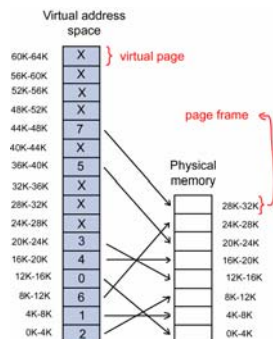 Virtual address
space
60K-64K X } virtual page
56K-60K X
52K-56K X
48K-52K X
44K-48K 7
page frame
40K-44K X
36K-40K 5
Physical
memory
32K-36K X
28K-32K X 28K-32K }
24K-28K X 24K-28K
20K-24K 3 20K-24K
16K-20K 4 16K-20K
12K-16K 0 12K-16K
8K-12K 6 8K-12K
4K-8K 1 4K-8K
0K-4K 2 0K-4K